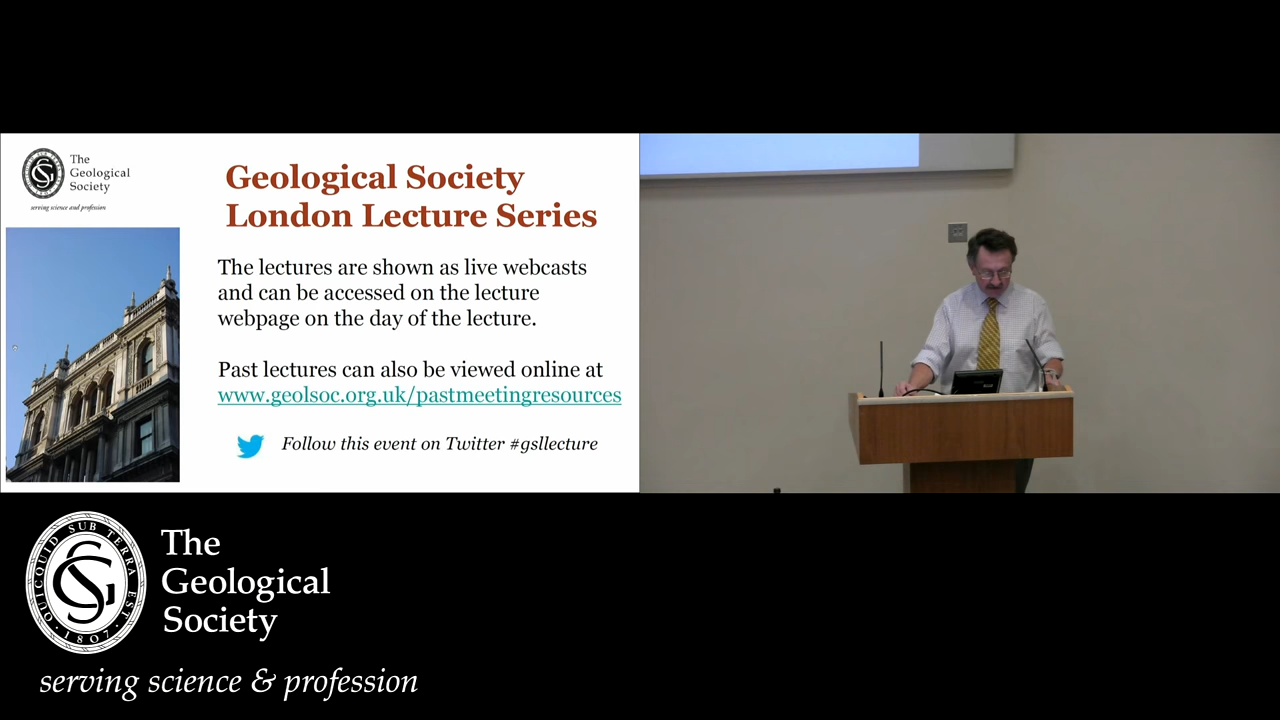 The
Geological
Society
serving science and profession
Geological Society
London Lecture Series
The lectures are shown as live webcasts
and can be accessed on the lecture
webpage on the day of the lecture.
Past lectures can also be viewed online at
www.geolsoc.org.uk/pastmeetingresources
Follow this event on Twitter #gsllecture
QUICQUID SUB TERRA EST
· 1807 ·
The
Geological
Society
serving science & profession